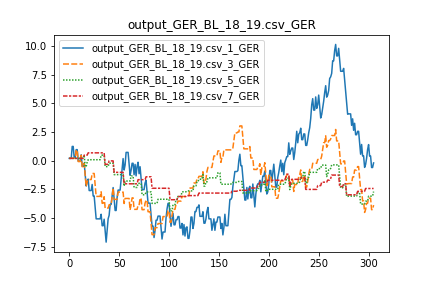 output_GER_BL_18_19.csv_GER
output_GER_BL_18_19.csv_1_GER
output_GER_BL_18_19.csv_3_GER
output_GER_BL_18_19.csv_5_GER
output_GER_BL_18_19.csv_7_GER
10.0
7.5
5.0
2.5
0.0
−2.5
−5.0
−7.5
0 50 100 150 200 250 300